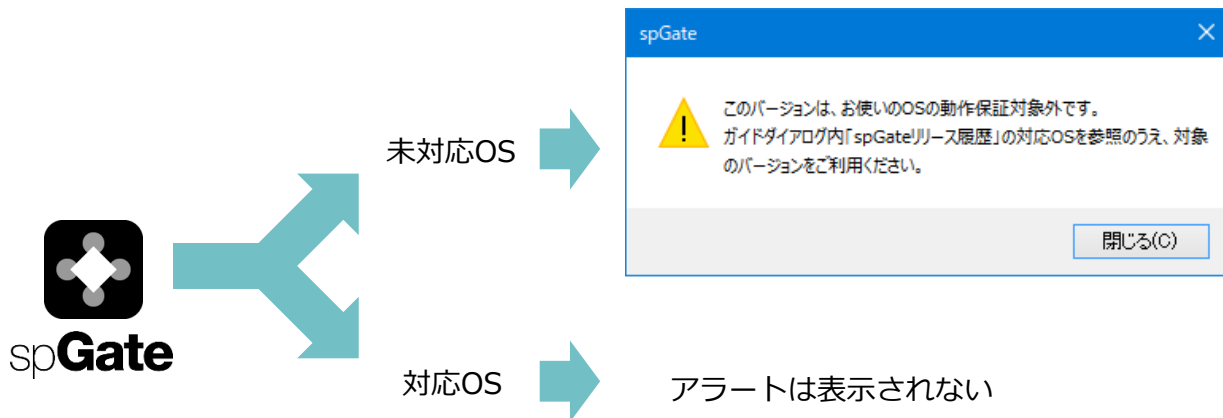 spGate
このバージョンは、お使いのOSの動作保証対象外です。
ガイドダイアログ内「spGateリリース履歴」の対応OSを参照のうえ、対象
のバージョンをご利用ください。
閉じる(C)
未対応OS
spGate
対応OS
アラートは表示されない